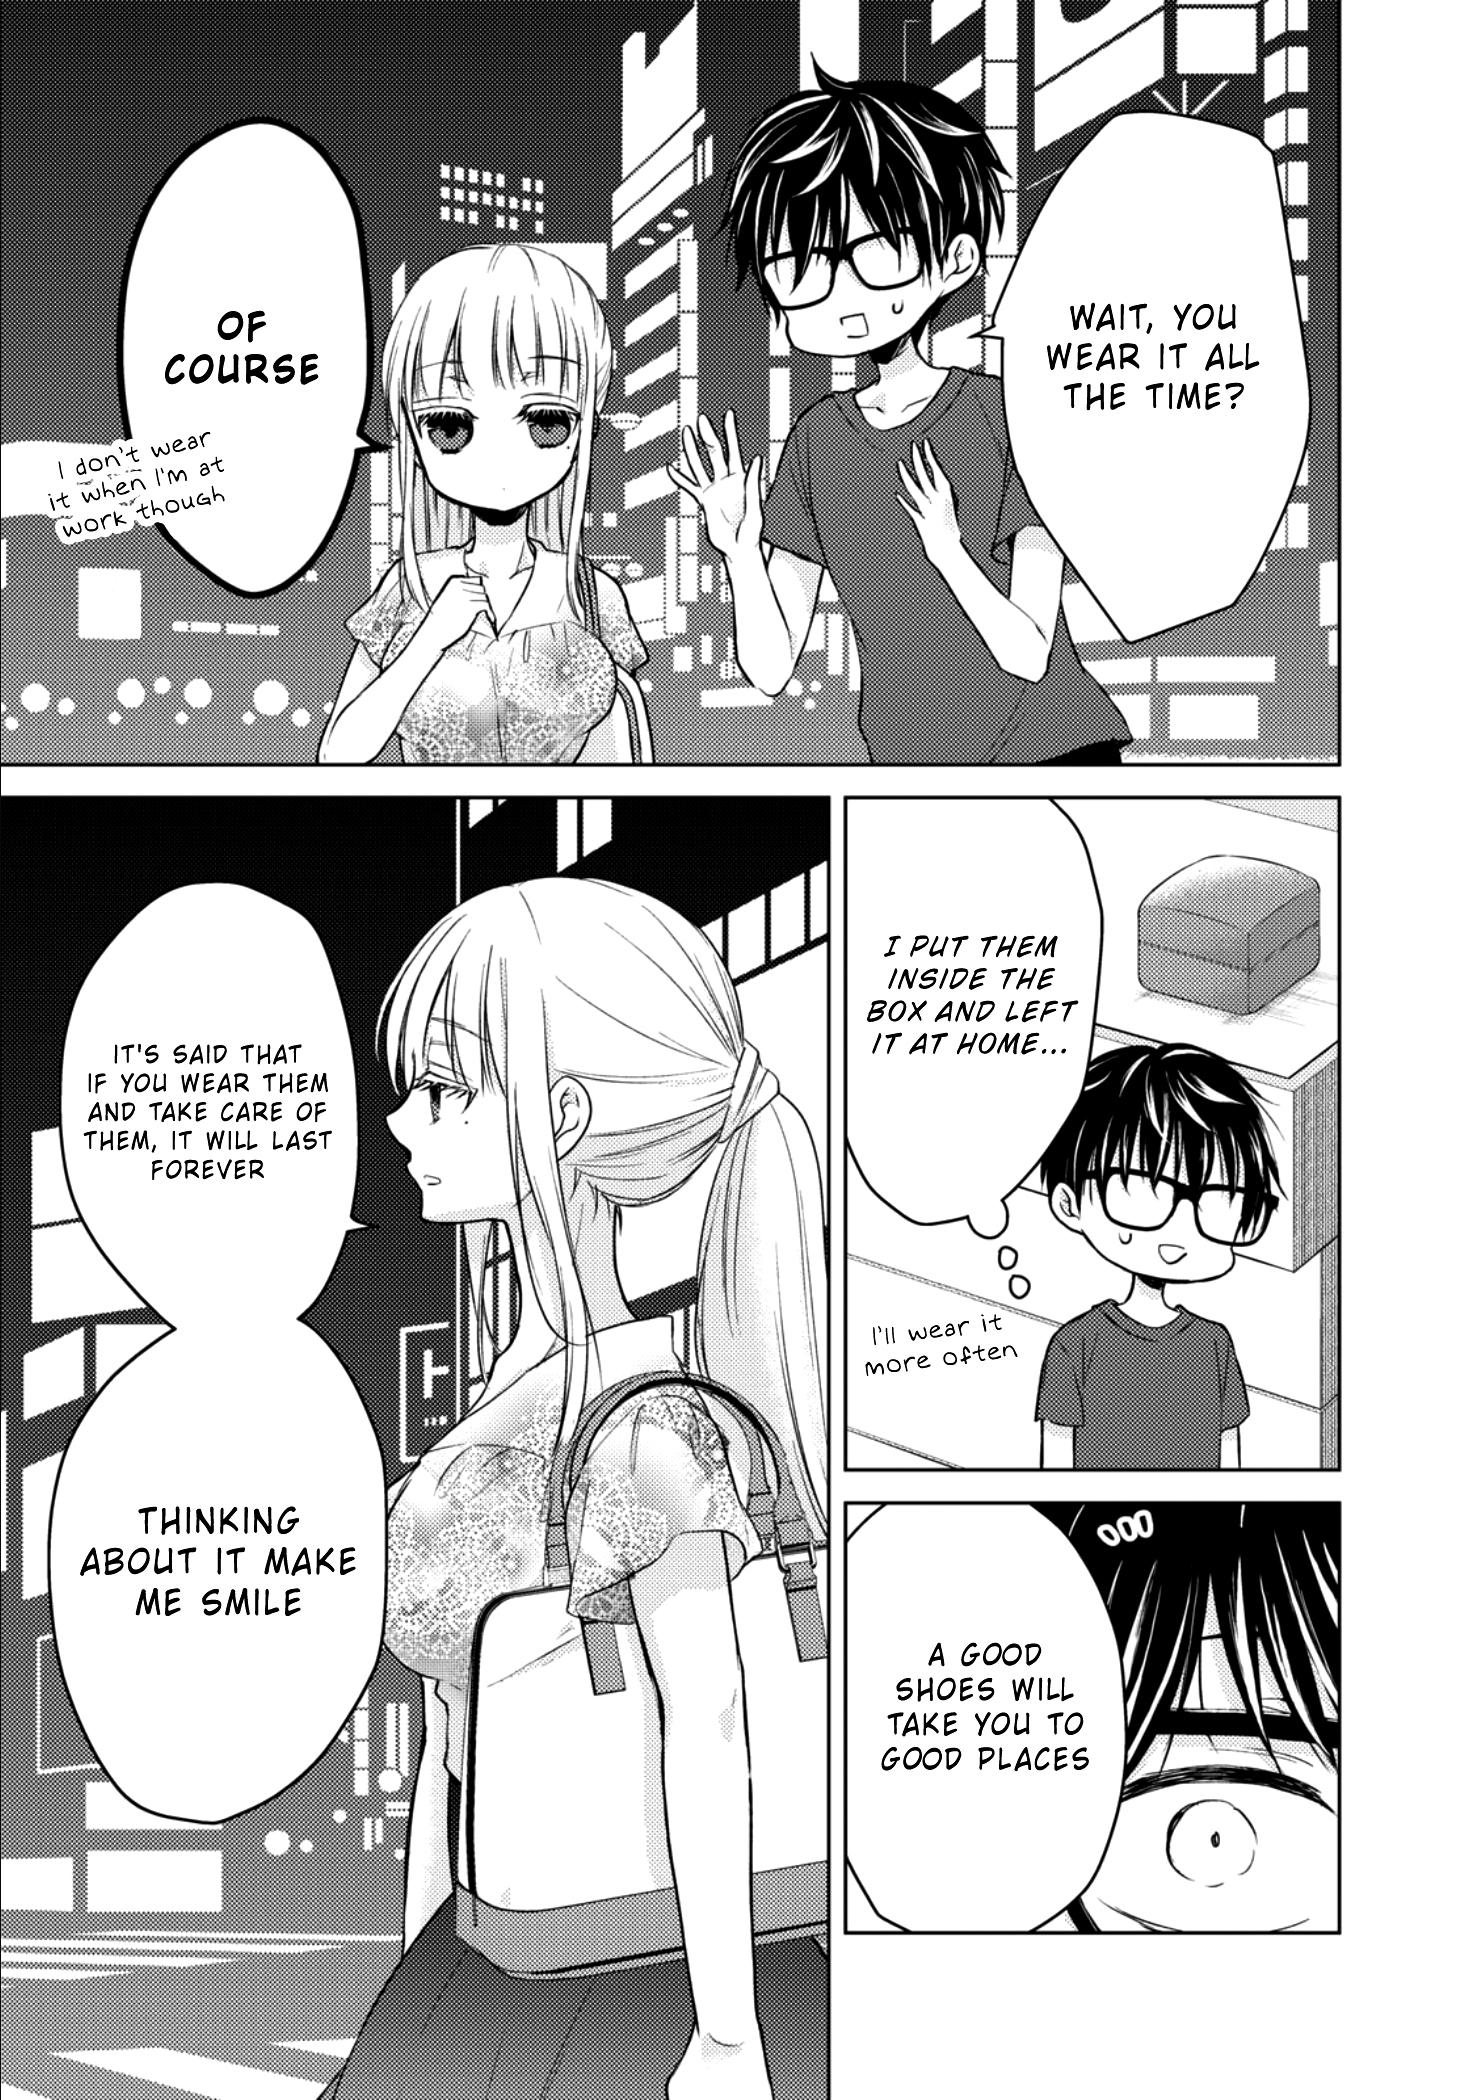 WAIT, YOU
WEAR IT ALL
THE TIME?
OF
COURSE
I don't wear
it when I'm at
work though
I PUT THEM
INSIDE THE
BOX AND LEFT
IT AT HOME...
I'll wear it
more often
A GOOD
SHOES WILL
TAKE YOU TO
GOOD PLACES
IT'S SAID THAT
IF YOU WEAR THEM
AND TAKE CARE OF
THEM, IT WILL LAST
FOREVER
THINKING
ABOUT IT MAKE
ME SMILE